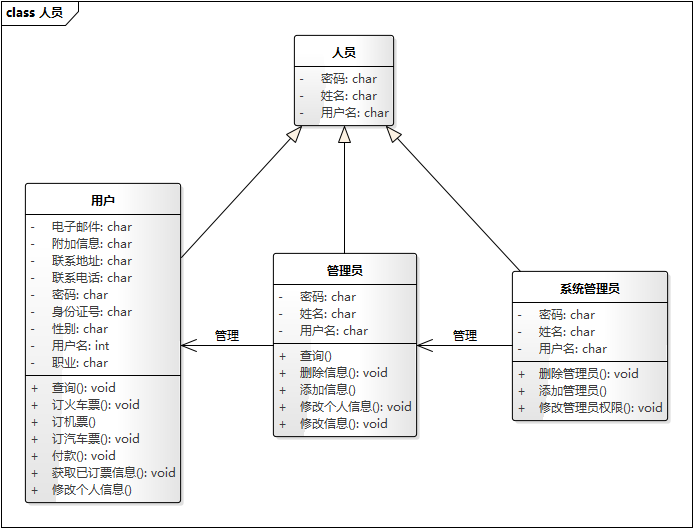 class 人员
人员
- 密码: char
- 姓名: char
- 用户名: char
用户
- 电子邮件: char
- 附加信息: char
- 联系地址: char
- 联系电话: char
- 密码: char
- 身份证号: char
- 性别: char
- 用户名: int
- 职业: char
+ 查询(): void
+ 订火车票(): void
+ 订机票()
+ 订汽车票(): void
+ 付款(): void
+ 获取已订票信息(): void
+ 修改个人信息()
管理
管理员
- 密码: char
- 姓名: char
- 用户名: char
+ 查询()
+ 删除信息(): void
+ 添加信息()
+ 修改个人信息(): void
+ 修改信息(): void
管理
系统管理员
- 密码: char
- 姓名: char
- 用户名: char
+ 删除管理员(): void
+ 添加管理员()
+ 修改管理员权限(): void